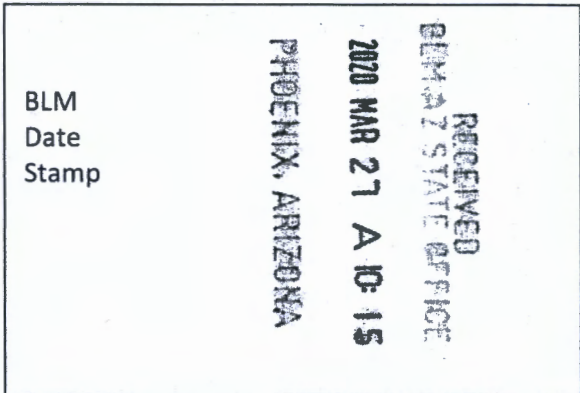 BLM
Date
Stamp
RECEIVED
BLM AZ STATE OFFICE
2020 MAR 27 A 10: 15
PHOENIX, ARIZONA